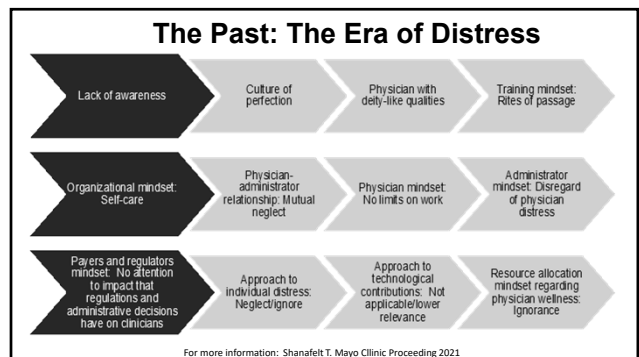 The Past: The Era of Distress
Lack of awareness
Culture of
perfection
Physician with
deity-like qualities
Training mindset:
Rites of passage
Organizational mindset:
Self-care
Physician-
administrator
relationship: Mutual
neglect
Physician mindset:
No limits on work
Administrator
mindset: Disregard
of physician
distress
Payers and regulators
mindset: No attention
to impact that
regulations and
administrative decisions
have on clinicians
Approach to
individual distress:
Neglect/ignore
Approach to
technological
contributions: Not
applicable/lower
relevance
Resource allocation
mindset regarding
physician wellness:
Ignorance
For more information: Shanafelt T. Mayo Cllinic Proceeding 2021